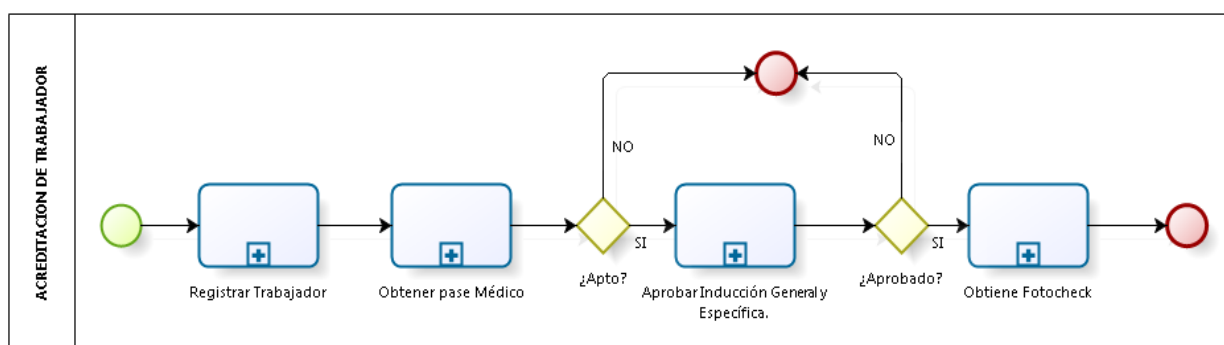 ACREDITACION DE TRABAJADOR
NO
NO
SI
SI
Registrar Trabajador
Obtener pase Médico
¿Apto?
Aprobar Inducción General y
Específica.
¿Aprobado?
Obtiene Fotocheck